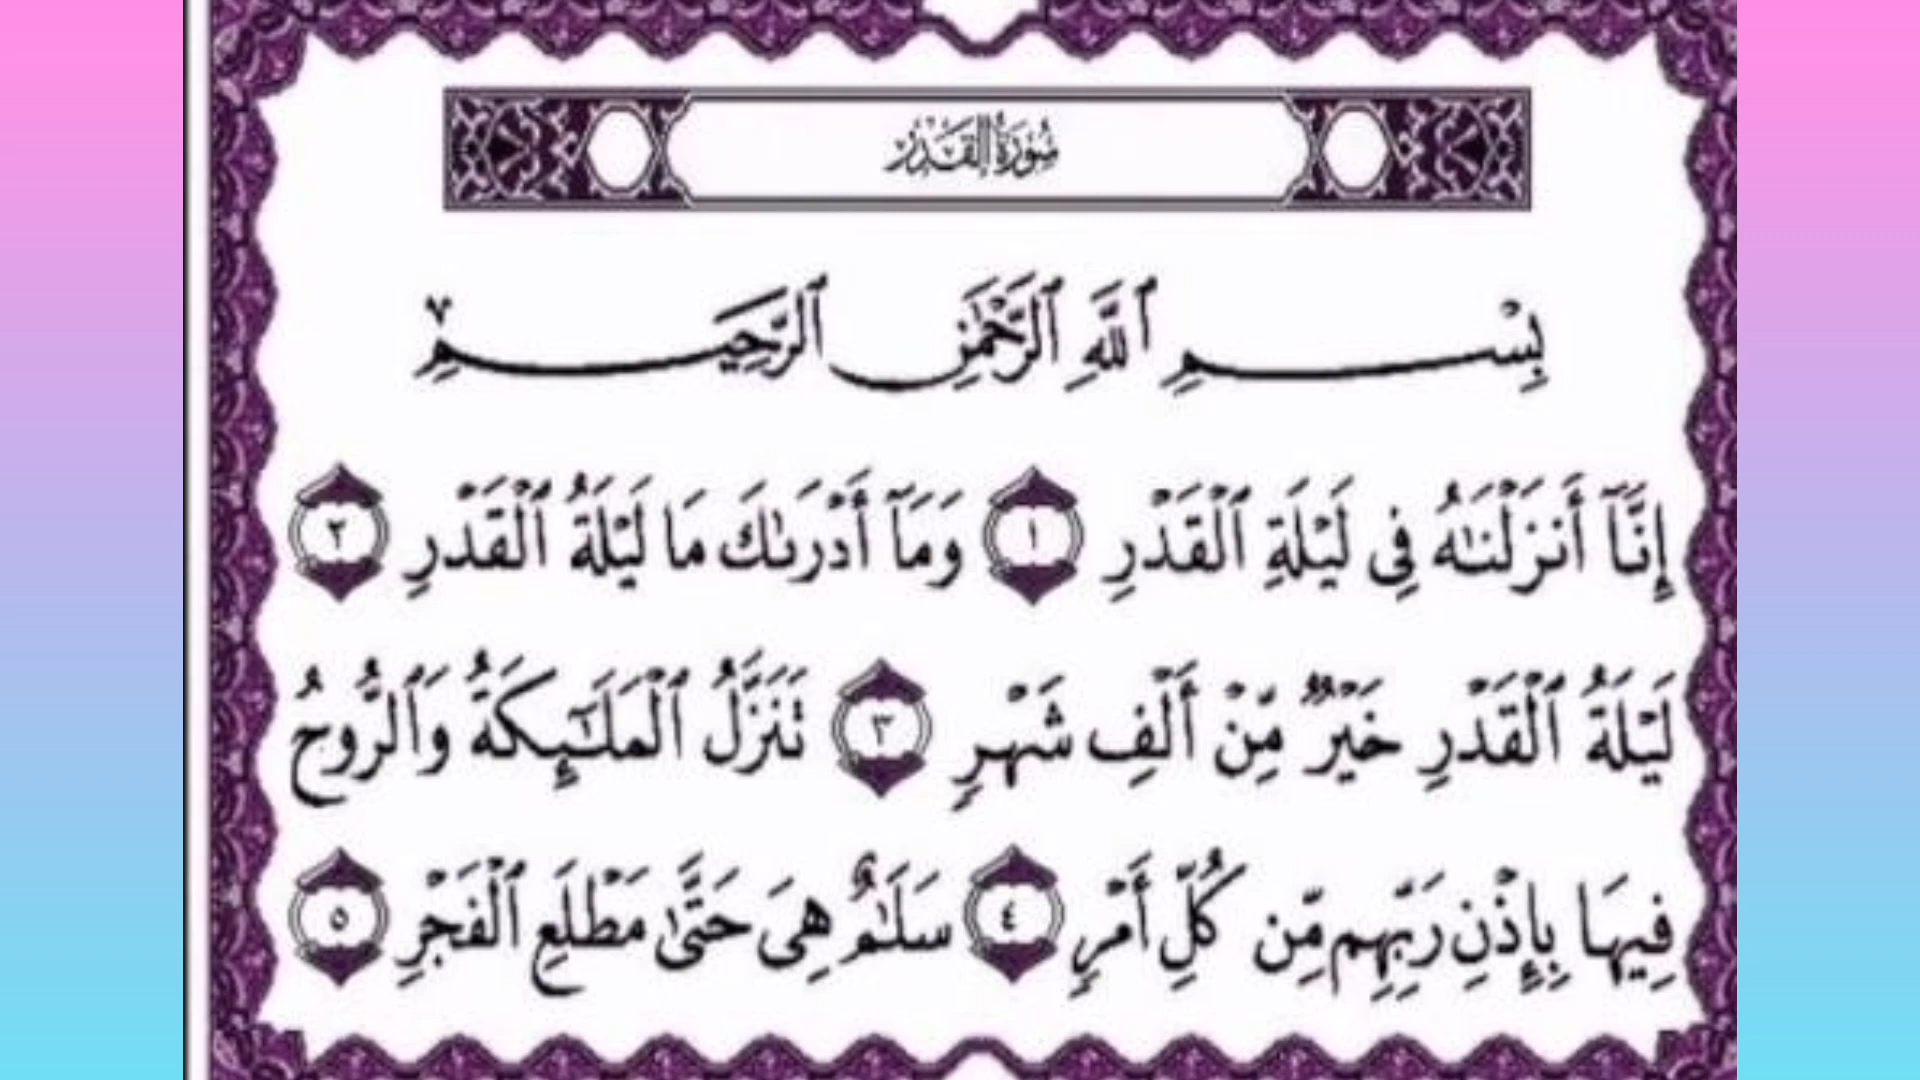 سُورَةُ القَدْرِ
بِسْمِ ٱللَّهِ ٱلرَّحْمَٰنِ ٱلرَّحِيمِ
إِنَّآ أَنزَلْنَٰهُ فِى لَيْلَةِ ٱلْقَدْرِ ١ وَمَآ أَدْرَىٰكَ مَا لَيْلَةُ ٱلْقَدْرِ ٢
لَيْلَةُ ٱلْقَدْرِ خَيْرٌ مِّنْ أَلْفِ شَهْرٍ ٣ تَنَزَّلُ ٱلْمَلَٰٓئِكَةُ وَٱلرُّوحُ
فِيهَا بِإِذْنِ رَبِّهِم مِّن كُلِّ أَمْرٍ ٤ سَلَٰمٌ هِىَ حَتَّىٰ مَطْلَعِ ٱلْفَجْرِ ٥